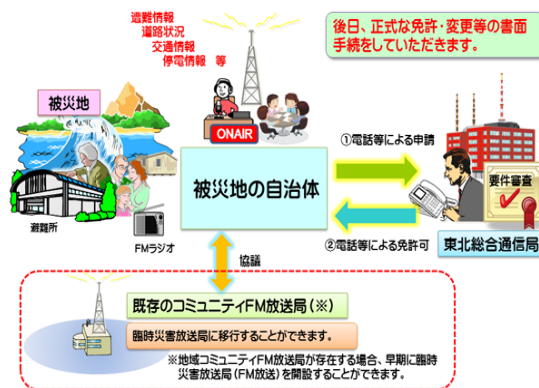 遊難情報
道路状況
交通情報
停電情報 等
後日、正式な免許・変更等の書面
手続をしていただきます。
被災地
ONAIR
①電話等による申請
要件審査
被災地の自治体
避難所
FMラジオ
②電話等による免許可
東北総合通信局
協議
既存のコミュニティFM放送局(※)
臨時災害放送局に移行することができます。
※地域コミュニティFM放送局が存在する場合、早期に臨時
災害放送局(FM放送)を開設することができます。